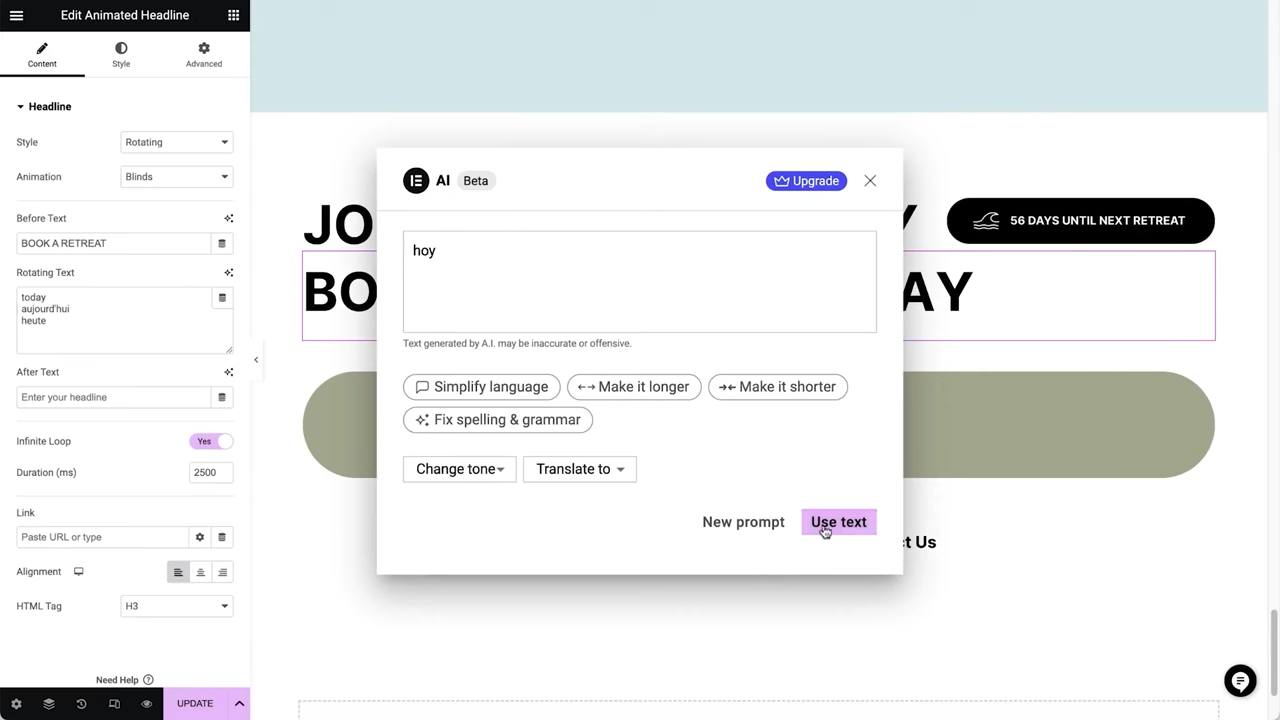 Edit Animated Headline
Content
Style
Advanced
Headline
Style
Rotating
Animation
Blinds
Before Text
BOOK A RETREAT
Rotating Text
today
aujourd'hui
heute
After Text
Enter your headline
Infinite Loop
Yes
Duration (ms)
2500
Link
Paste URL or type
Alignment
HTML Tag
H3
Need Help
UPDATE
AI
Beta
Upgrade
hoy
Text generated by A.I. may be inaccurate or offensive.
Simplify language
Make it longer
Make it shorter
Fix spelling & grammar
Change tone
Translate to
New prompt
Use text
JO
Y
56 DAYS UNTIL NEXT RETREAT
BO
AY
ct Us